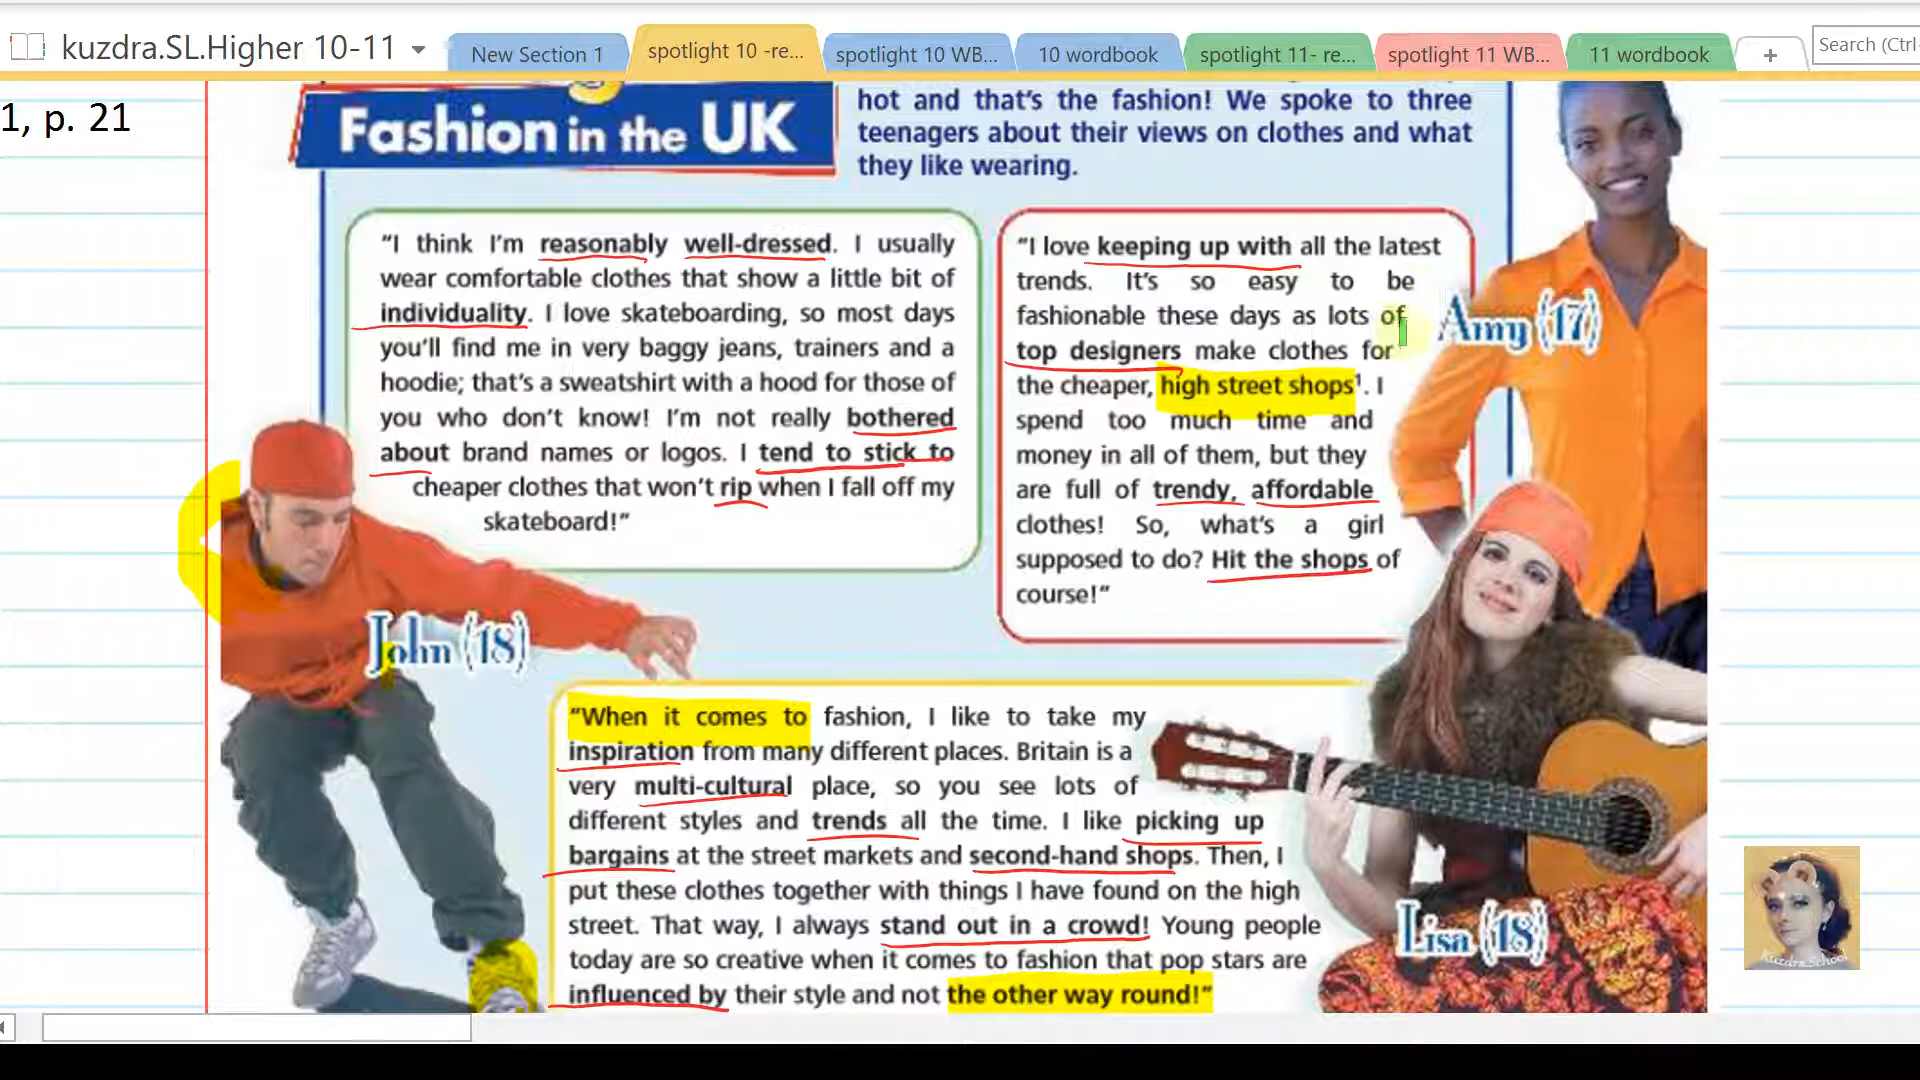 kuzdra.SL.Higher 10-11
New Section 1
spotlight 10 -re...
spotlight 10 WB...
10 wordbook
spotlight 11- re...
spotlight 11 WB...
11 wordbook
+
Search (Ctrl
1, p. 21
Fashion in the UK
hot and that's the fashion! We spoke to three
teenagers about their views on clothes and what
they like wearing.
"I think I'm reasonably well-dressed. I usually
wear comfortable clothes that show a little bit of
individuality. I love skateboarding, so most days
you'll find me in very baggy jeans, trainers and a
hoodie; that's a sweatshirt with a hood for those of
you who don't know! I'm not really bothered
about brand names or logos. I tend to stick to
cheaper clothes that won't rip when I fall off my
skateboard!"
John (18)
"I love keeping up with all the latest
trends. It's so easy to be
fashionable these days as lots of
top designers make clothes for
the cheaper, high street shops¹. I
spend too much time and
money in all of them, but they
are full of trendy, affordable
clothes! So, what's a girl
supposed to do? Hit the shops of
course!"
Amy (17)
"When it comes to fashion, I like to take my
inspiration from many different places. Britain is a
very multi-cultural place, so you see lots of
different styles and trends all the time. I like picking up
bargains at the street markets and second-hand shops. Then, I
put these clothes together with things I have found on the high
street. That way, I always stand out in a crowd! Young people
today are so creative when it comes to fashion that pop stars are
influenced by their style and not the other way round!"
Lisa (18)
Kuzdra.School